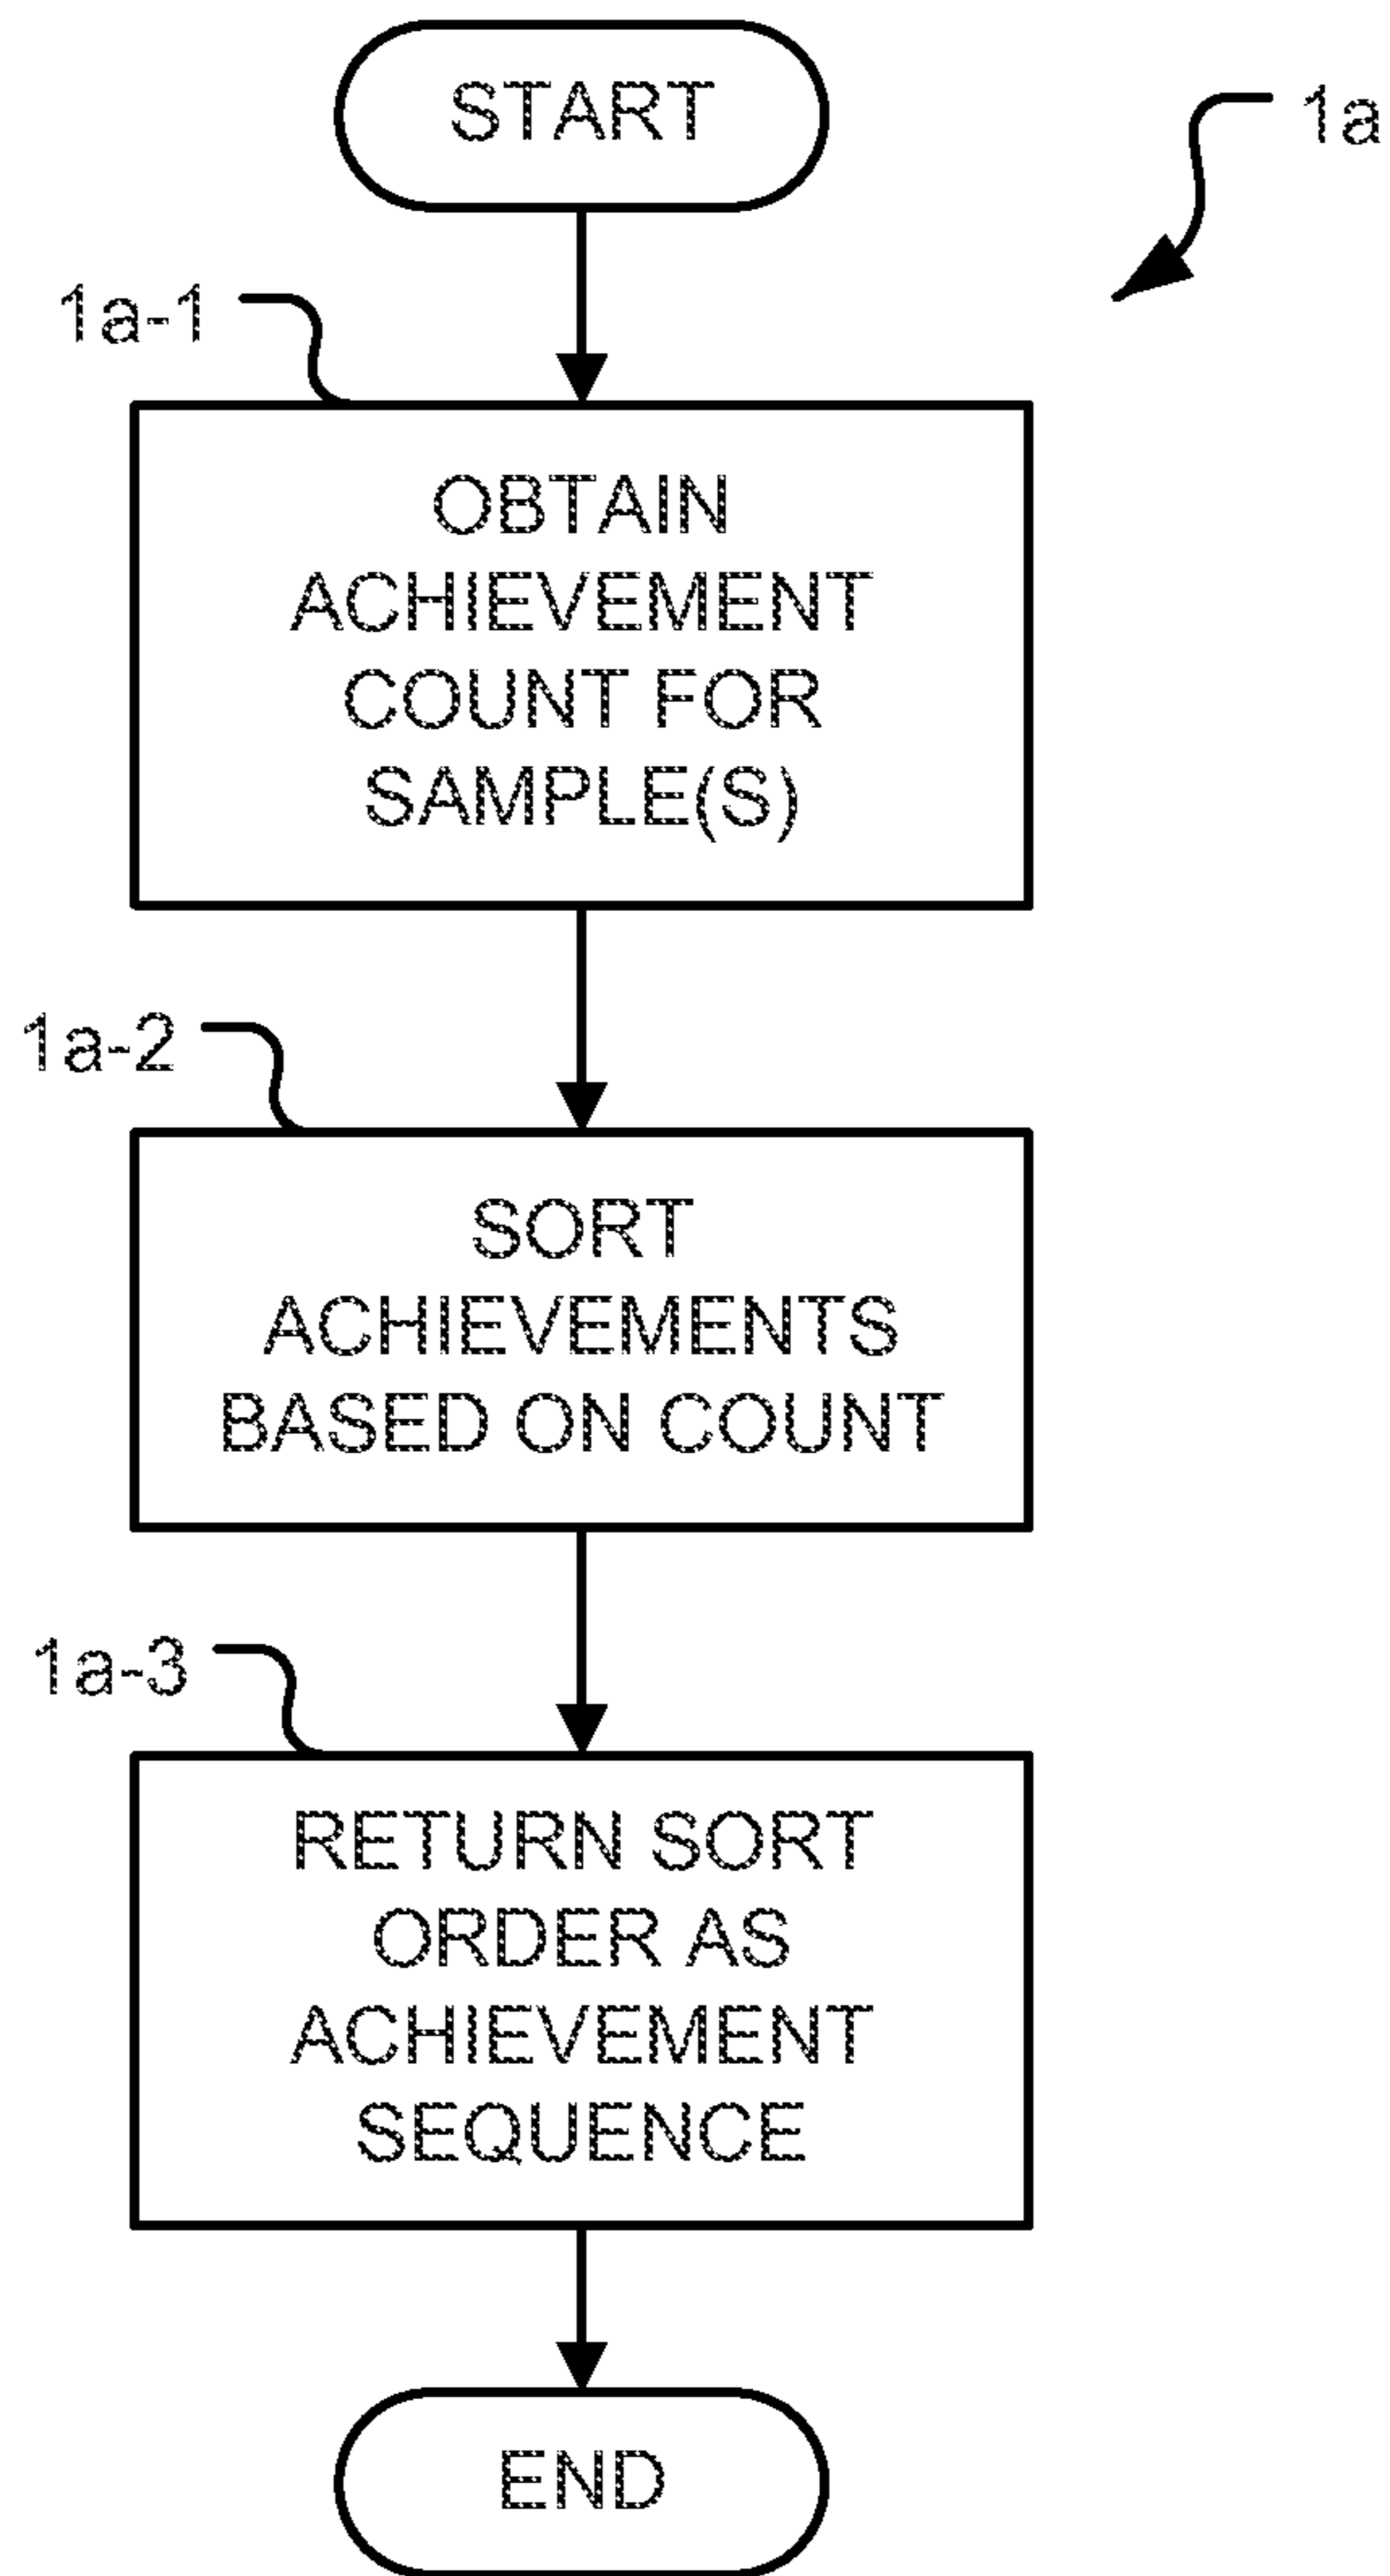 START
1a
1a-1
OBTAIN
ACHIEVEMENT
COUNT FOR
SAMPLE(S)
1a-2
SORT
ACHIEVEMENTS
BASED ON COUNT
1a-3
RETURN SORT
ORDER AS
ACHIEVEMENT
SEQUENCE
END